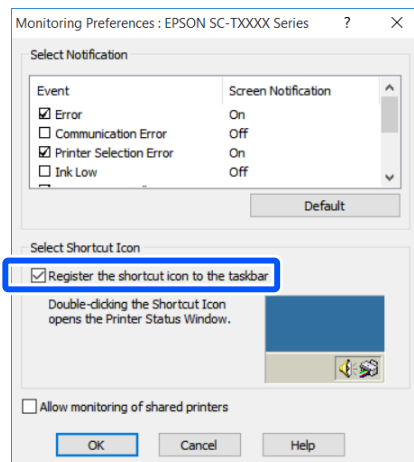 Monitoring Preferences : EPSON SC-TXXXX Series ? ×
Select Notification
Event Screen Notification
Error On
Communication Error Off
Printer Selection Error On
Ink Low Off
Default
Select Shortcut Icon
Register the shortcut icon to the taskbar
Double-clicking the Shortcut Icon
opens the Printer Status Window.
Allow monitoring of shared printers
OK Cancel Help